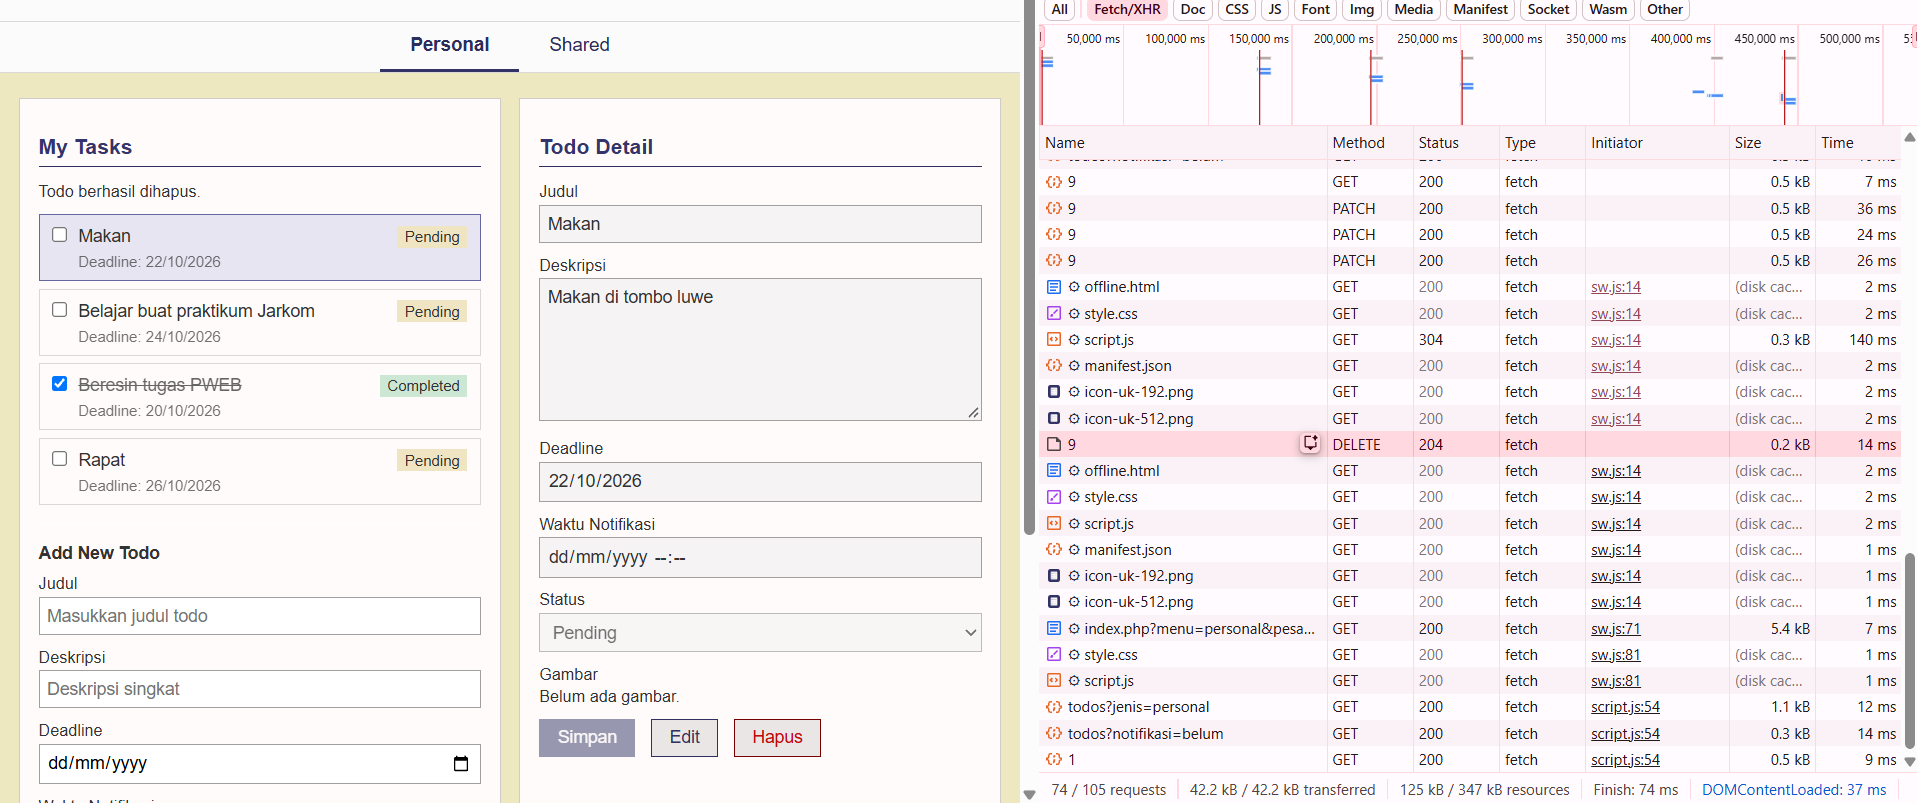 Personal
Shared
My Tasks
Todo berhasil dihapus.
Makan
Pending
Deadline: 22/10/2026
Belajar buat praktikum Jarkom
Pending
Deadline: 24/10/2026
Beresin tugas PWEB
Completed
Deadline: 20/10/2026
Rapat
Pending
Deadline: 26/10/2026
Add New Todo
Judul
Masukkan judul todo
Deskripsi
Deskripsi singkat
Deadline
dd/mm/yyyy
Todo Detail
Judul
Makan
Deskripsi
Makan di tombo luwe
Deadline
22/10/2026
Waktu Notifikasi
dd/mm/yyyy --:--
Status
Pending
Gambar
Belum ada gambar.
Simpan Edit Hapus
All Fetch/XHR Doc CSS JS Font Img Media Manifest Socket Wasm Other
50,000 ms 100,000 ms 150,000 ms 200,000 ms 250,000 ms 300,000 ms 350,000 ms 400,000 ms 450,000 ms 500,000 ms
Name Method Status Type Initiator Size Time
9 GET 200 fetch 0.5 kB 7 ms
9 PATCH 200 fetch 0.5 kB 36 ms
9 PATCH 200 fetch 0.5 kB 24 ms
9 PATCH 200 fetch 0.5 kB 26 ms
offline.html GET 200 fetch sw.js:14 (disk cac... 2 ms
style.css GET 200 fetch sw.js:14 (disk cac... 2 ms
script.js GET 304 fetch sw.js:14 0.3 kB 140 ms
manifest.json GET 200 fetch sw.js:14 (disk cac... 2 ms
icon-uk-192.png GET 200 fetch sw.js:14 (disk cac... 2 ms
icon-uk-512.png GET 200 fetch sw.js:14 (disk cac... 2 ms
9 DELETE 204 fetch 0.2 kB 14 ms
offline.html GET 200 fetch sw.js:14 (disk cac... 2 ms
style.css GET 200 fetch sw.js:14 (disk cac... 2 ms
script.js GET 200 fetch sw.js:14 (disk cac... 2 ms
manifest.json GET 200 fetch sw.js:14 (disk cac... 1 ms
icon-uk-192.png GET 200 fetch sw.js:14 (disk cac... 1 ms
icon-uk-512.png GET 200 fetch sw.js:14 (disk cac... 1 ms
index.php?menu=personal&pesa... GET 200 fetch sw.js:71 5.4 kB 7 ms
style.css GET 200 fetch sw.js:81 (disk cac... 1 ms
script.js GET 200 fetch sw.js:81 (disk cac... 1 ms
todos?jenis=personal GET 200 fetch script.js:54 1.1 kB 12 ms
todos?notifikasi=belum GET 200 fetch script.js:54 0.3 kB 14 ms
1 GET 200 fetch script.js:54 0.5 kB 9 ms
74 / 105 requests 42.2 kB / 42.2 kB transferred 125 kB / 347 kB resources Finish: 74 ms DOMContentLoaded: 37 ms